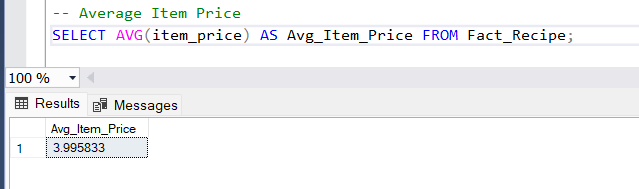 -- Average Item Price
SELECT AVG(item_price) AS Avg_Item_Price FROM Fact_Recipe;
100 %
Results Messages
Avg_Item_Price
1 3.995833